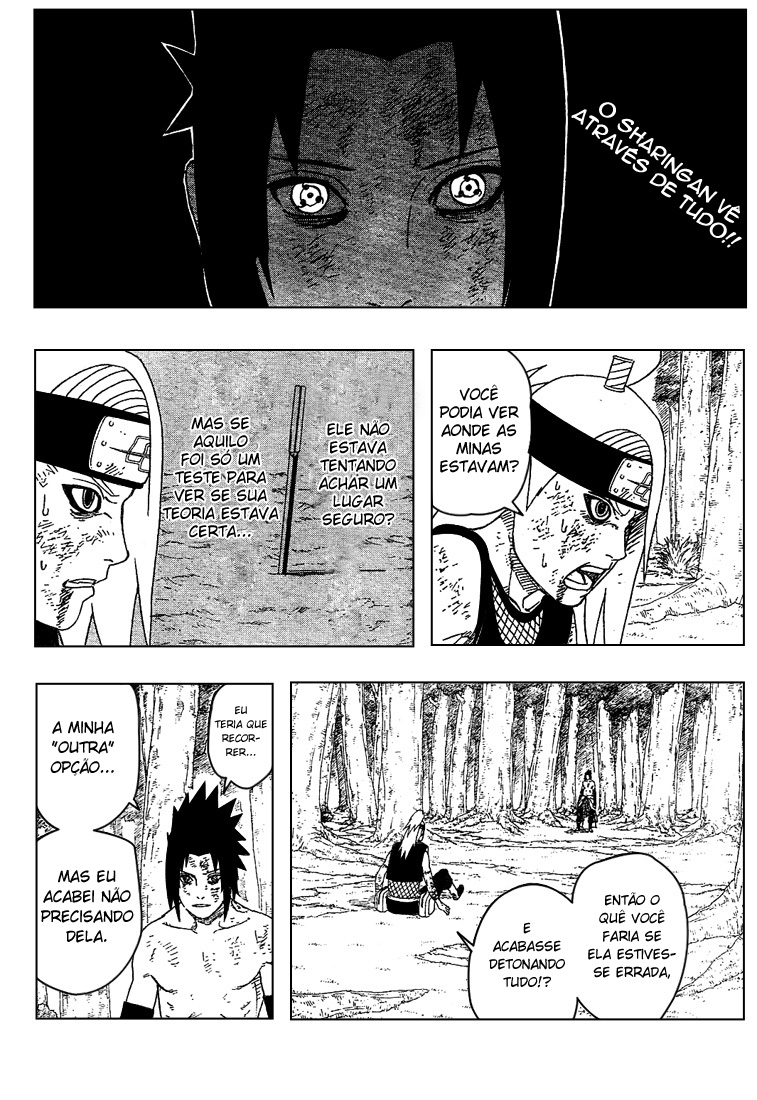 O SHARINGAN VÊ
ATRAVÉS DE TUDO!!
VOCÊ
PODIA VER
AONDE AS
MINAS
ESTAVAM?
ELE NÃO
ESTAVA
TENTANDO
ACHAR UM
LUGAR
SEGURO?
MAS SE
AQUILO
FOI SÓ UM
TESTE PARA
VER SE SUA
TEORIA ESTAVA
CERTA...
ENTÃO O
QUÊ VOCÊ
FARIA SE
ELA ESTIVES-
SE ERRADA,
E
ACABASSE
DETONANDO
TUDO!?
EU
TERIA QUE
RECOR-
RER...
A MINHA
"OUTRA"
OPÇÃO...
MAS EU
ACABEI NÃO
PRECISANDO
DELA.